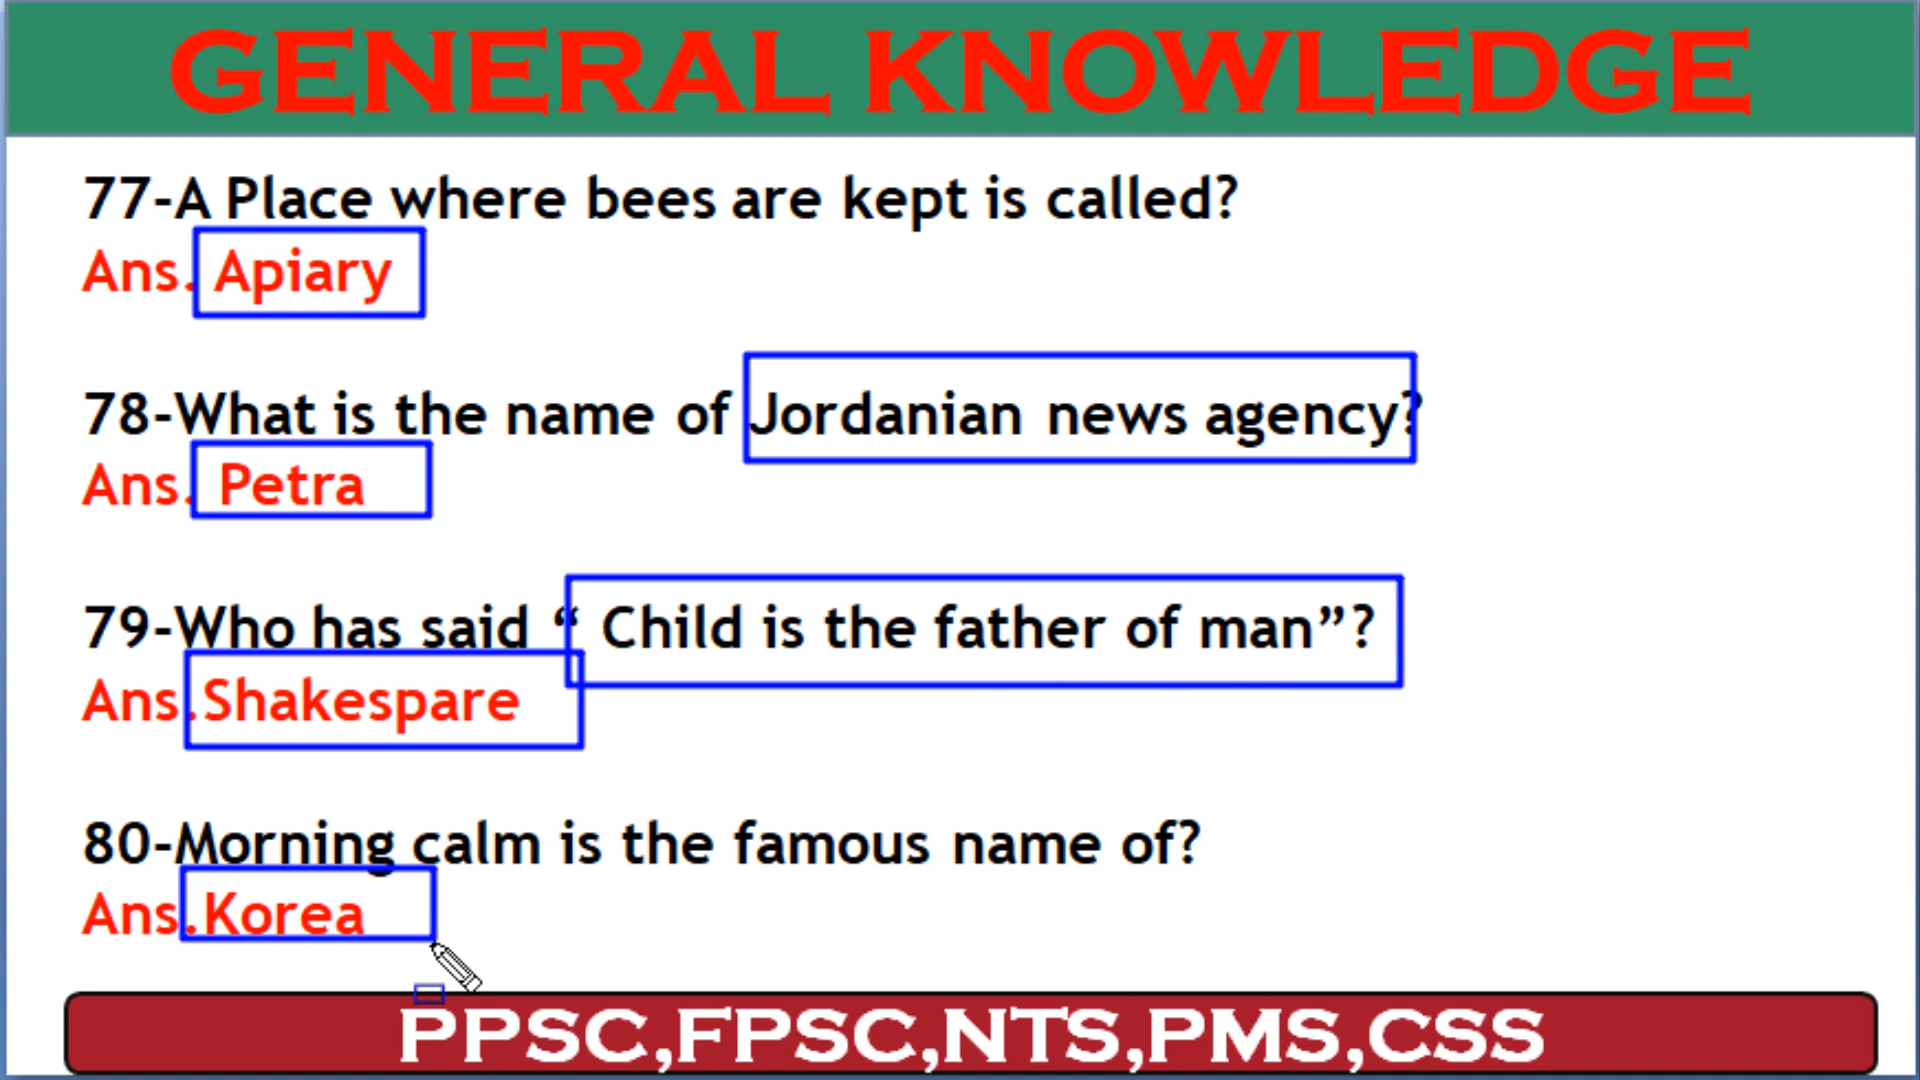 GENERAL KNOWLEDGE
77-A Place where bees are kept is called?
Ans. Apiary
78-What is the name of Jordanian news agency?
Ans. Petra
79-Who has said “ Child is the father of man”?
Ans.Shakespare
80-Morning calm is the famous name of?
Ans.Korea
PPSC,FPSC,NTS,PMS,CSS